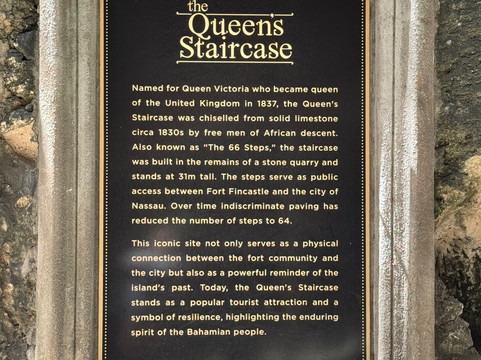 the
Queen's
Staircase
Named for Queen Victoria who became queen
of the United Kingdom in 1837, the Queen's
Staircase was chiselled from solid limestone
circa 1830s by free men of African descent.
Also known as "The 66 Steps," the staircase
was built in the remains of a stone quarry and
stands at 31m tall. The steps serve as public
access between Fort Fincastle and the city of
Nassau. Over time indiscriminate paving has
reduced the number of steps to 64.
This iconic site not only serves as a physical
connection between the fort community and
the city but also as a powerful reminder of the
island's past. Today, the Queen's Staircase
stands as a popular tourist attraction and a
symbol of resilience, highlighting the enduring
spirit of the Bahamian people.